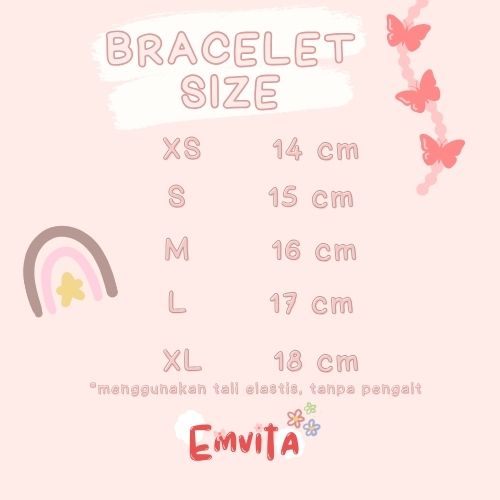 BRACELET
SIZE
XS 14 cm
S 15 cm
M 16 cm
L 17 cm
XL 18 cm
*menggunakan tali elastis, tanpa pengait
EMVITA